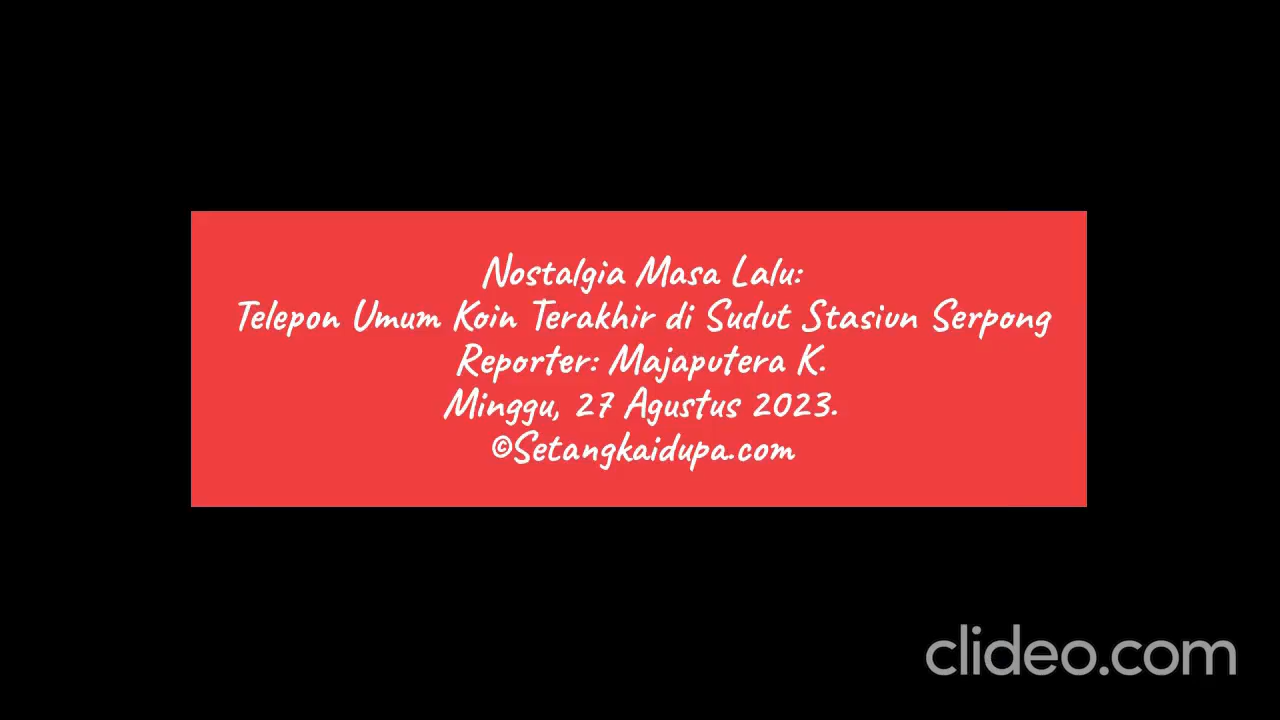 Nostalgia Masa Lalu:
Telepon Umum Koin Terakhir di Sudut Stasiun Serpong
Reporter: Majaputera K.
Minggu, 27 Agustus 2023.
©Setangkaidupa.com
clideo.com